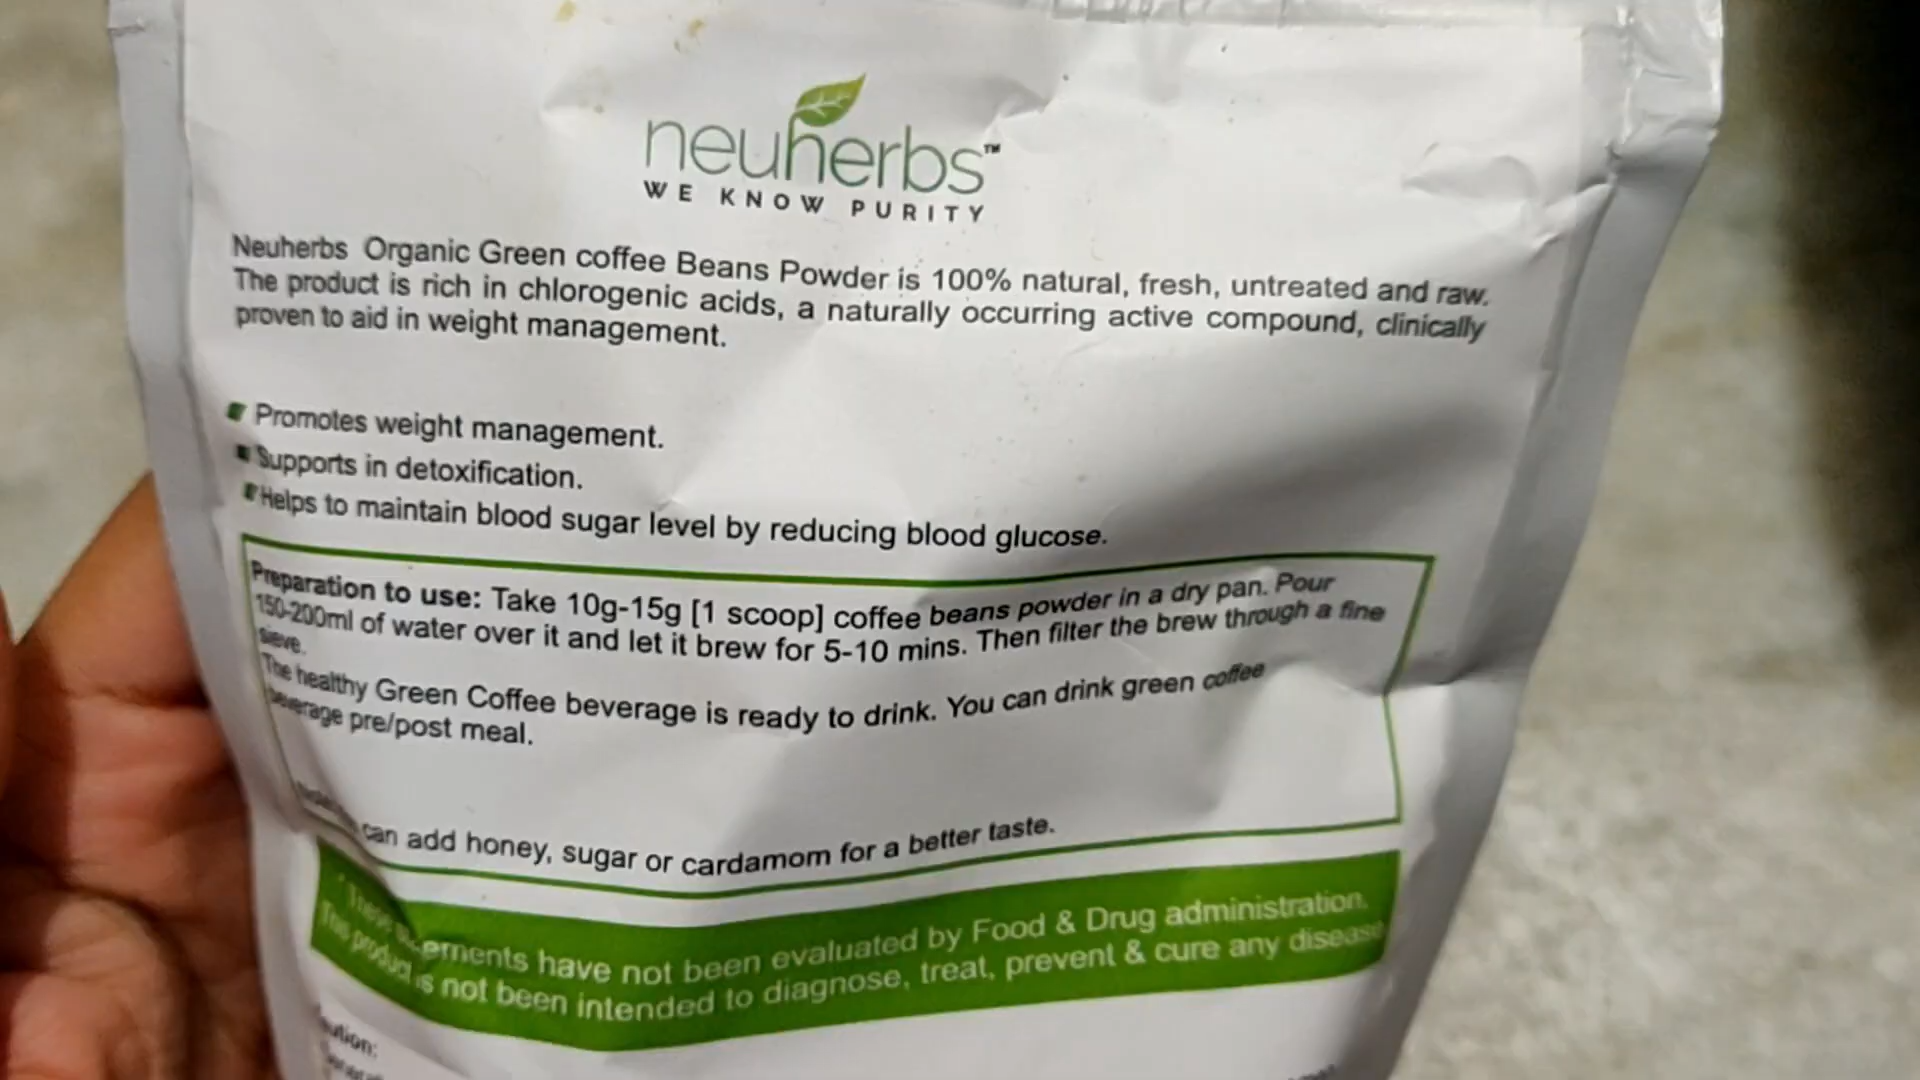 neuherbs™
WE KNOW PURITY
Neuherbs Organic Green coffee Beans Powder is 100% natural, fresh, untreated and raw.
The product is rich in chlorogenic acids, a naturally occurring active compound, clinically
proven to aid in weight management.
Promotes weight management.
Supports in detoxification.
Helps to maintain blood sugar level by reducing blood glucose.
Preparation to use: Take 10g-15g [1 scoop] coffee beans powder in a dry pan. Pour
150-200ml of water over it and let it brew for 5-10 mins. Then filter the brew through a fine
sieve.
The healthy Green Coffee beverage is ready to drink. You can drink green coffee
beverage pre/post meal.
can add honey, sugar or cardamom for a better taste.
These have not been evaluated by Food & Drug administration.
This product is not been intended to diagnose, treat, prevent & cure any disease